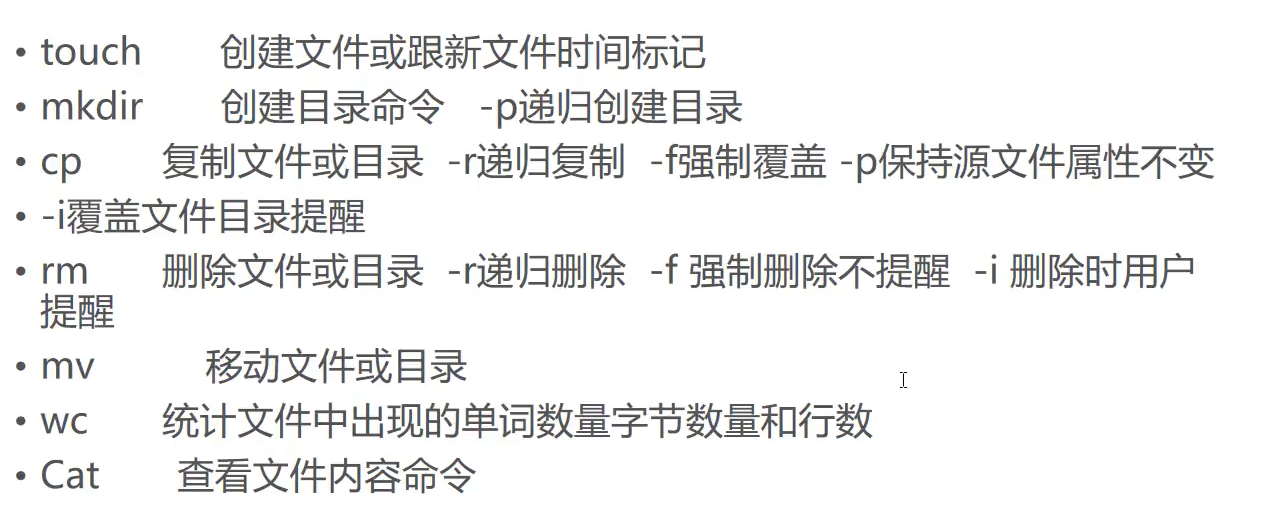 • touch 创建文件或跟新文件时间标记
• mkdir 创建目录命令 -p递归创建目录
• cp 复制文件或目录 -r递归复制 -f强制覆盖 -p保持源文件属性不变
• -i覆盖文件目录提醒
• rm 删除文件或目录 -r递归删除 -f 强制删除不提醒 -i 删除时用户
提醒
• mv 移动文件或目录
• wc 统计文件中出现的单词数量字节数量和行数
• Cat 查看文件内容命令